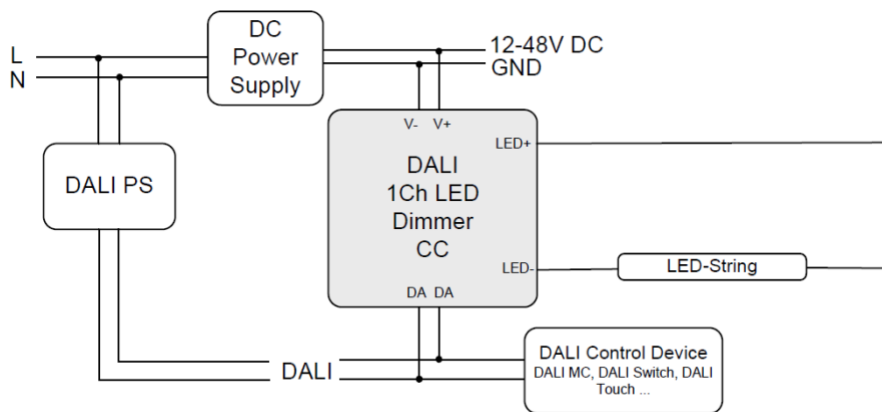 L
N
DC
Power
Supply
12-48V DC
GND
V- V+
LED+
DALI PS
DALI
1Ch LED
Dimmer
CC
LED-
LED-String
DA DA
DALI
DALI Control Device
DALI MC, DALI Switch, DALI
Touch ...